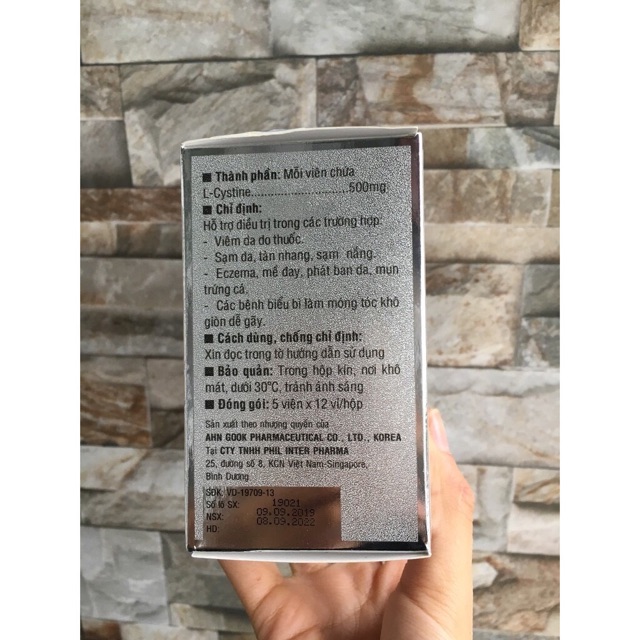 ■ Thành phần: Mỗi viên chứa
L-Cystine..............................500mg
■ Chỉ định:
Hỗ trợ điều trị trong các trường hợp:
- Viêm da do thuốc.
- Sạm da, tàn nhang, sạm nắng.
- Eczema, mề đay, phát ban da, mụn
trứng cá.
- Các bệnh biểu bì làm móng tóc khô
giòn dễ gãy.
■ Cách dùng, chống chỉ định:
Xin đọc trong tờ hướng dẫn sử dụng
■ Bảo quản: Trong hộp kín, nơi khô
mát, dưới 30ºC, tránh ánh sáng
■ Đóng gói: 5 viên x 12 vỉ/hộp
Sản xuất theo nhượng quyền của
AHN GOOK PHARMACEUTICAL CO., LTD., KOREA
Tại CTY TNHH PHIL INTER PHARMA
25, đường số 8, KCN Việt Nam-Singapore,
Bình Dương
SĐK: VD-19709-13
Số lô SX: 19021
NSX: 09.09.2019
HD: 08.09.2022